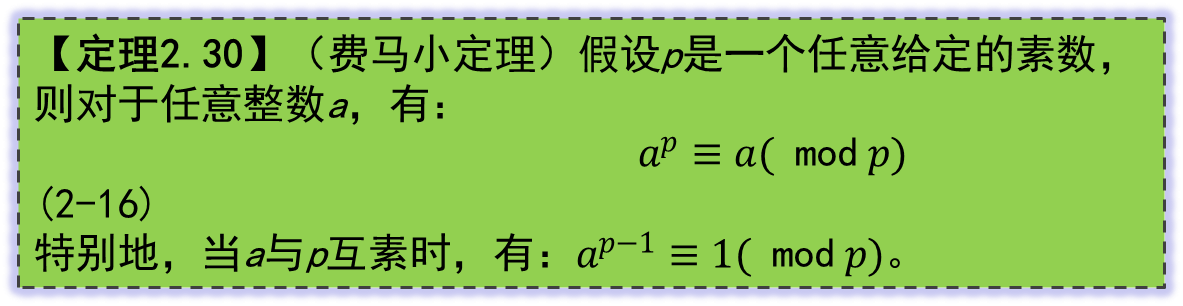 【定理2.30】（费马小定理）假设p是一个任意给定的素数，
则对于任意整数a，有：
a^p ≡ a( mod p)
(2-16)
特别地，当a与p互素时，有：a^{p−1} ≡ 1( mod p)。